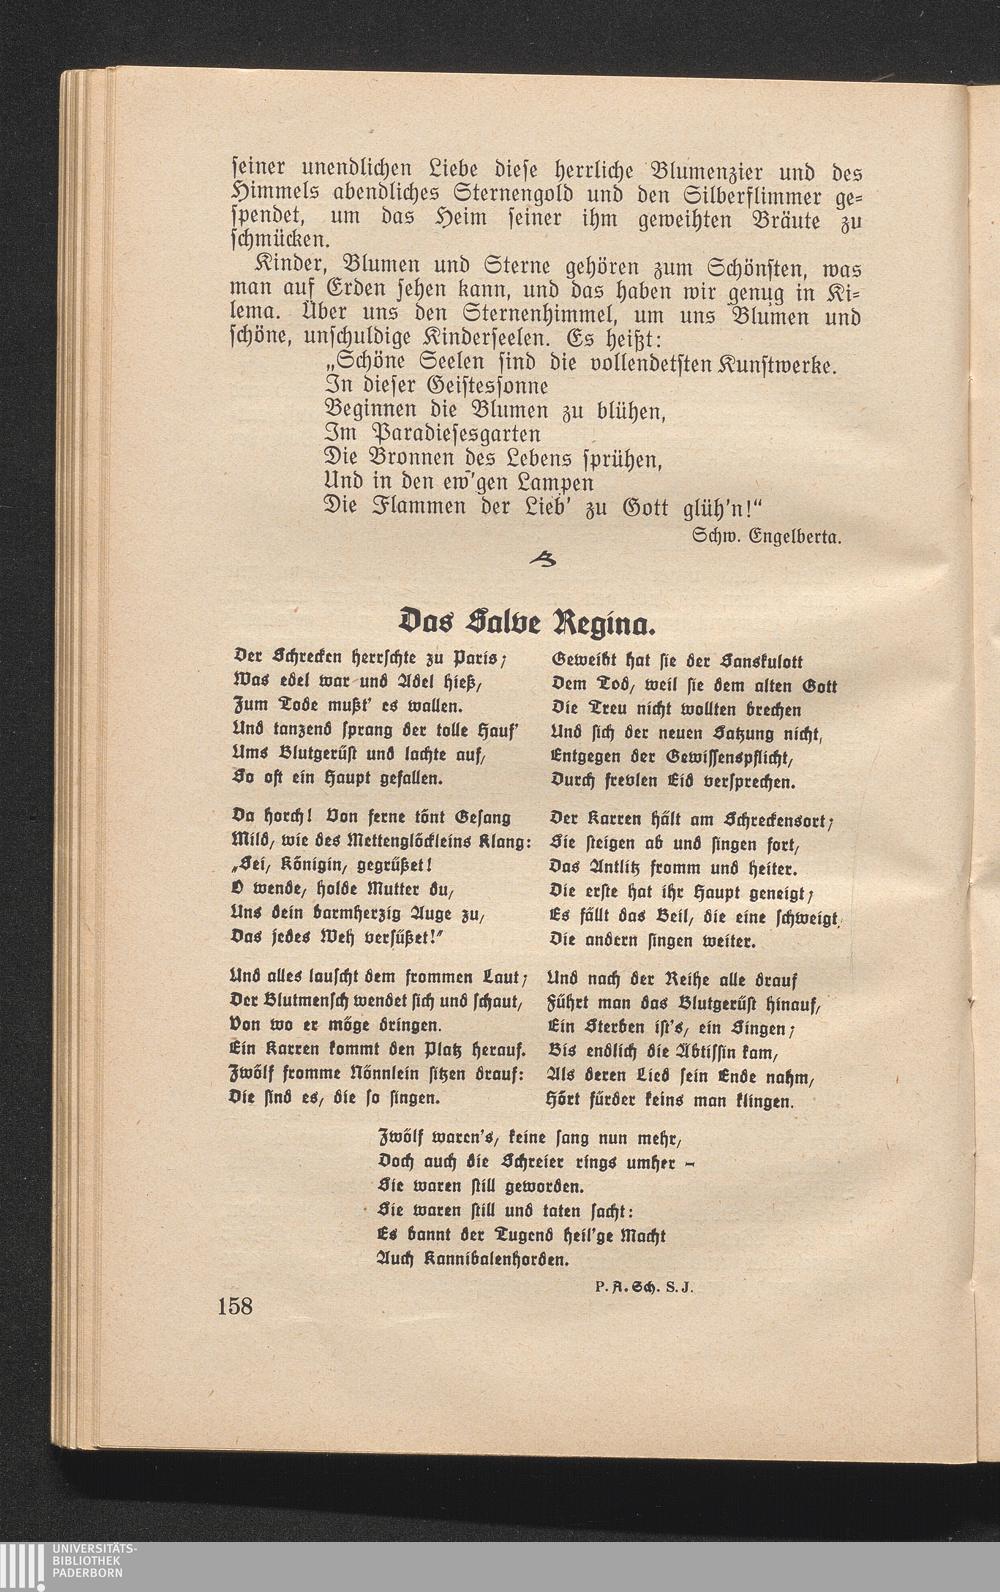 seiner unendlichen Liebe diese herrliche Blumenzier und des
Himmels abendliches Sternengold und den Silberflimmer ge-
spendet, um das Heim seiner ihm geweihten Bräute zu
schmücken.
Kinder, Blumen und Sterne gehören zum Schönsten, was
man auf Erden sehen kann, und das haben wir genug in Ki-
lema. Über uns den Sternenhimmel, um uns Blumen und
schöne, unschuldige Kinderseelen. Es heißt:
„Schöne Seelen sind die vollendetsten Kunstwerke.
In dieser Geistessonne
Beginnen die Blumen zu blühen,
Im Paradiesesgarten
Die Bronnen des Lebens sprühen,
Und in den ew'gen Lampen
Die Flammen der Lieb' zu Gott glüh'n!“
Schw. Engelberta.
Das Salve Regina.
Der Schrecken herrschte zu Paris;
Was edel war und Adel hieß,
Zum Tode mußt' es wallen.
Und tanzend sprang der tolle Hauf'
Ums Blutgerüst und lachte auf,
So oft ein Haupt gefallen.
Da horch! Von ferne tönt Gesang
Mild, wie des Mettenglöckleins Klang:
„Sei, Königin, gegrüßet!
O wende, holde Mutter du,
Uns dein barmherzig Auge zu,
Das jedes Weh versüßet!“
Und alles lauscht dem frommen Laut;
Der Blutmensch wendet sich und schaut,
Von wo er möge dringen.
Ein Karren kommt den Platz herauf.
Zwölf fromme Nönnlein sitzen drauf:
Die sind es, die so singen.
Geweiht hat sie der Sanskulott
Dem Tod, weil sie dem alten Gott
Die Treu nicht wollten brechen
Und sich der neuen Satzung nicht,
Entgegen der Gewissenspflicht,
Durch frevlen Eid versprechen.
Der Karren hält am Schreckensort;
Sie steigen ab und singen fort,
Das Antlitz fromm und heiter.
Die erste hat ihr Haupt geneigt;
Es fällt das Beil, die eine schweigt,
Die andern singen weiter.
Und nach der Reihe alle drauf
Führt man das Blutgerüst hinauf,
Ein Sterben ist's, ein Singen;
Bis endlich die Äbtissin kam,
Als deren Lied sein Ende nahm,
Hört fürder keins man klingen.
Zwölf waren's, keine sang nun mehr,
Doch auch die Schreier rings umher –
Sie waren still geworden.
Sie waren still und taten sacht:
Es bannt der Tugend heil'ge Macht
Auch Kannibalenhorden.
P. A. Sch. S. J.
158
UNIVERSITÄTS-
BIBLIOTHEK
PADERBORN